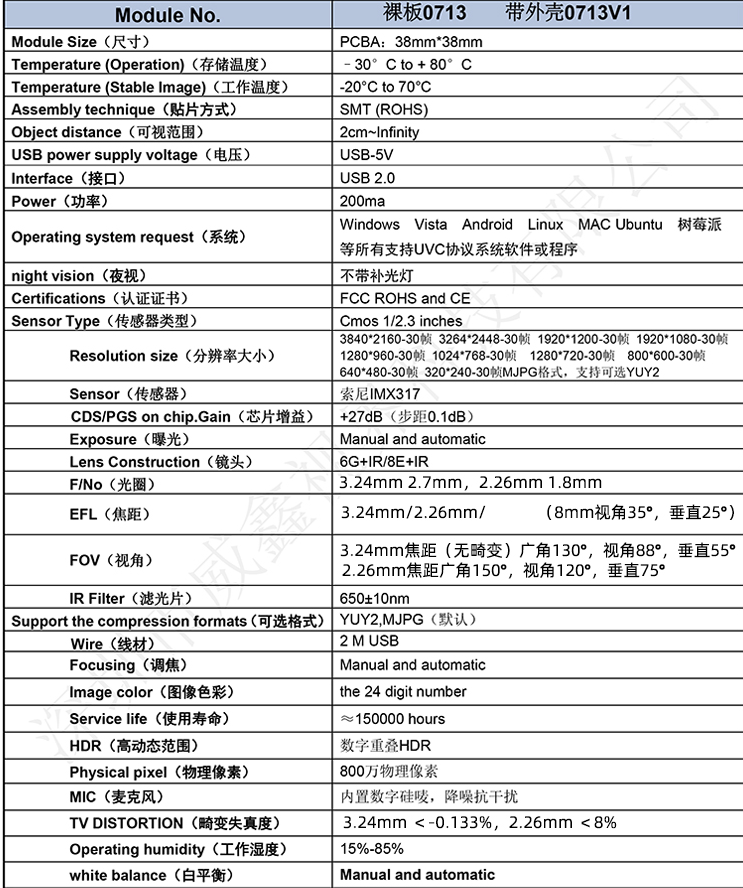 Module No. 裸板0713 带外壳0713V1
Module Size（尺寸） PCBA：38mm*38mm
Temperature (Operation)（存储温度） －30°C to + 80°C
Temperature (Stable Image)（工作温度） -20°C to 70°C
Assembly technique（贴片方式） SMT (ROHS)
Object distance（可视范围） 2cm~Infinity
USB power supply voltage（电压） USB-5V
Interface（接口） USB 2.0
Power（功率） 200ma
Operating system request（系统） Windows Vista Android Linux MAC Ubuntu 树莓派
等所有支持UVC协议系统软件或程序
night vision（夜视） 不带补光灯
Certifications（认证证书） FCC ROHS and CE
Sensor Type（传感器类型） Cmos 1/2.3 inches
Resolution size（分辨率大小） 3840*2160-30帧 3264*2448-30帧 1920*1200-30帧 1920*1080-30帧
1280*960-30帧 1024*768-30帧 1280*720-30帧 800*600-30帧
640*480-30帧 320*240-30帧MJPG格式，支持可选YUY2
Sensor（传感器） 索尼IMX317
CDS/PGS on chip.Gain（芯片增益） +27dB（步距0.1dB）
Exposure（曝光） Manual and automatic
Lens Construction（镜头） 6G+IR/8E+IR
F/No（光圈） 3.24mm 2.7mm，2.26mm 1.8mm
EFL（焦距） 3.24mm/2.26mm/ （8mm视角35°，垂直25°）
FOV（视角） 3.24mm焦距（无畸变）广角130°，视角88°，垂直55°
2.26mm焦距广角150°，视角120°，垂直75°
IR Filter（滤光片） 650±10nm
Support the compression formats（可选格式） YUY2,MJPG（默认）
Wire（线材） 2 M USB
Focusing（调焦） Manual and automatic
Image color（图像色彩） the 24 digit number
Service life（使用寿命） ≈150000 hours
HDR（高动态范围） 数字重叠HDR
Physical pixel（物理像素） 800万物理像素
MIC（麦克风） 内置数字硅唛，降噪抗干扰
TV DISTORTION（畸变失真度） 3.24mm ＜-0.133%，2.26mm ＜8%
Operating humidity（工作湿度） 15%-85%
white balance（白平衡） Manual and automatic